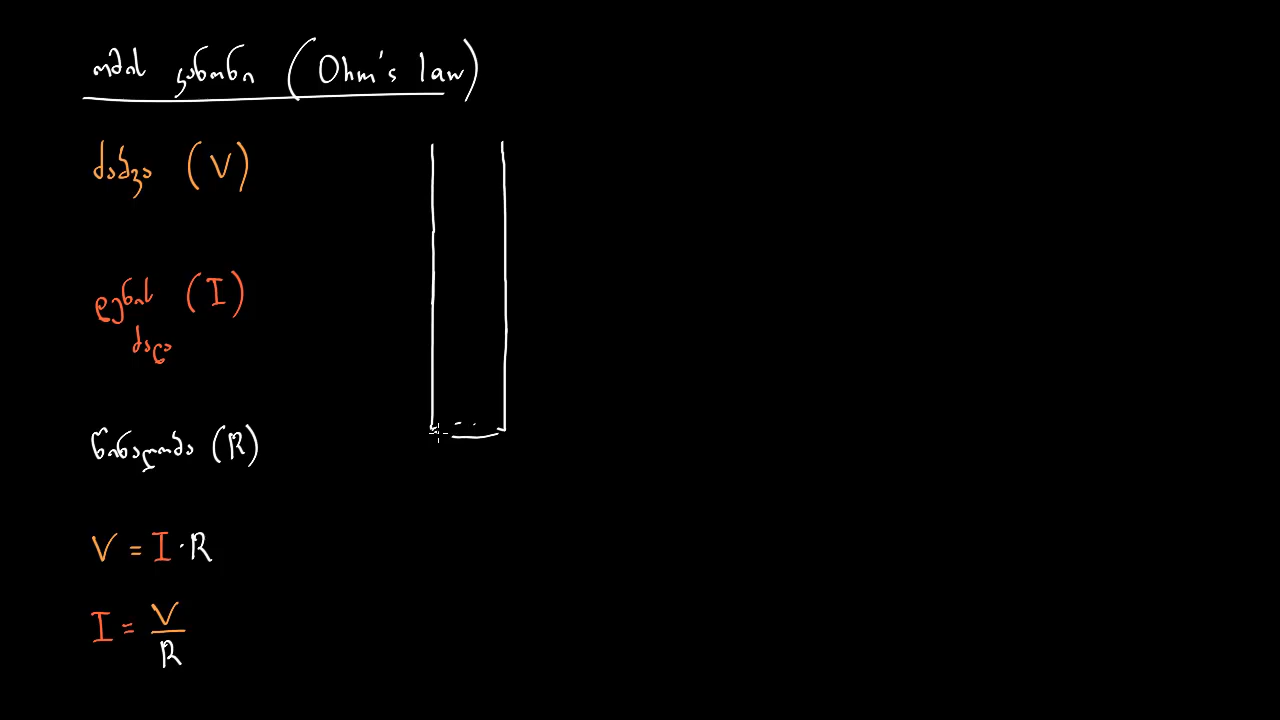 ომის კანონი (Ohm's law)
ძაბვა (V)
დენის (I)
ძალა
წინაღობა (R)
V = I · R
I = V/R